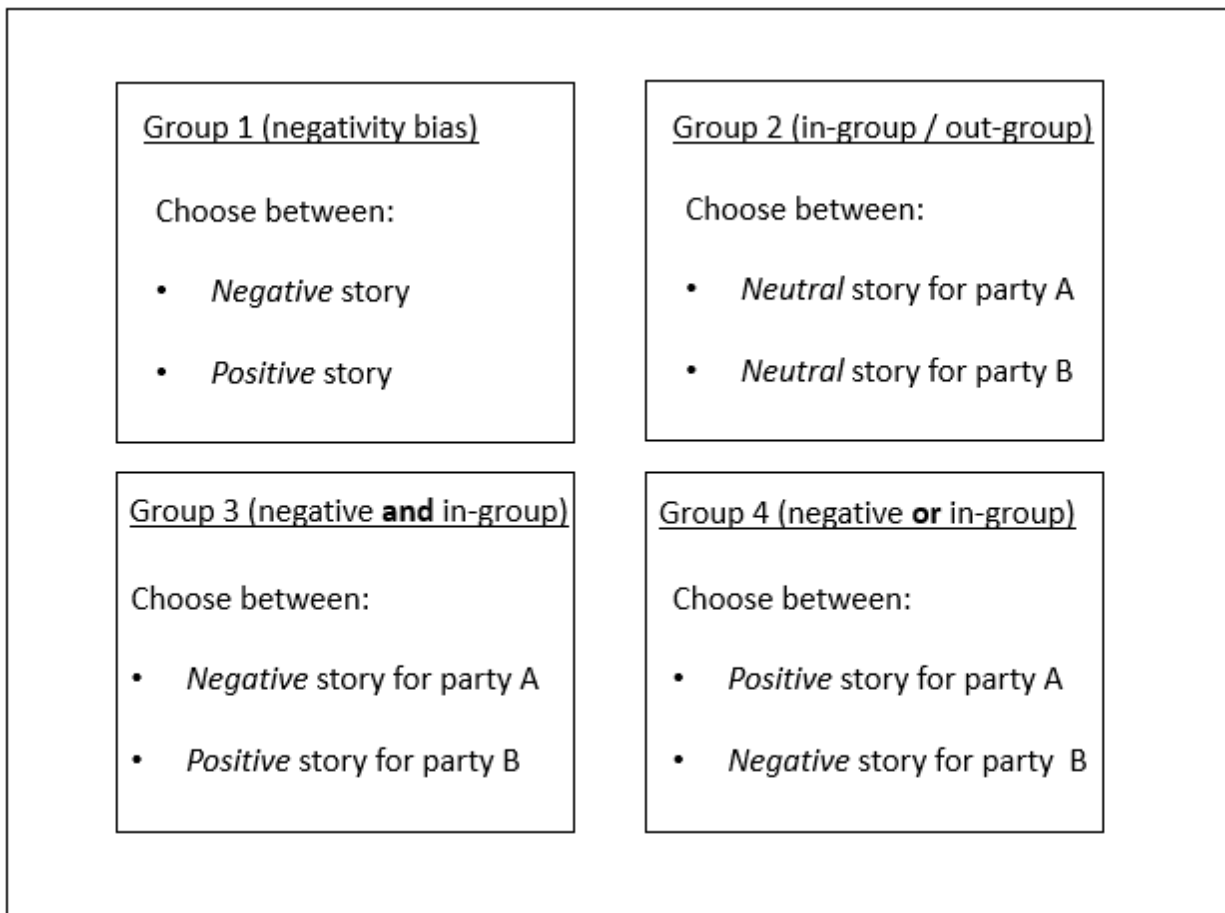 Group 1 (negativity bias)
Choose between:
• Negative story
• Positive story
Group 2 (in-group / out-group)
Choose between:
• Neutral story for party A
• Neutral story for party B
Group 3 (negative and in-group)
Choose between:
• Negative story for party A
• Positive story for party B
Group 4 (negative or in-group)
Choose between:
• Positive story for party A
• Negative story for party B